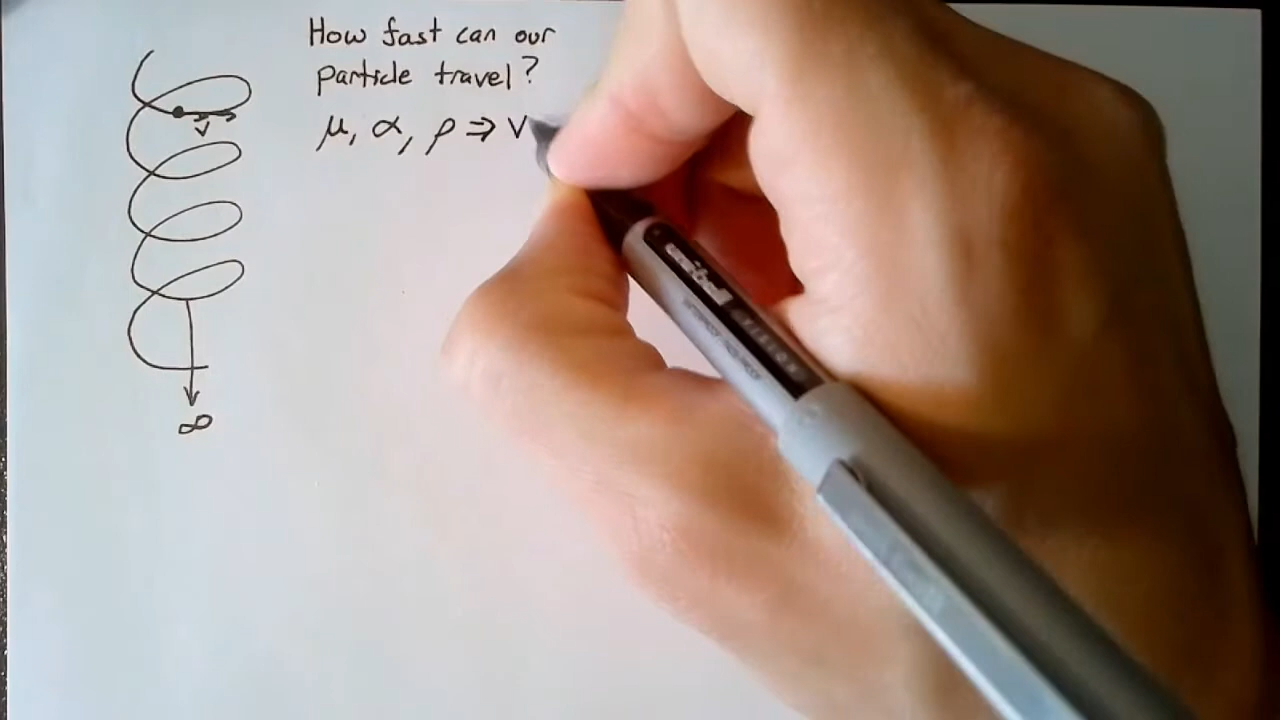 How fast can our
particle travel?
μ, α, ρ ⇒ v
v
∞